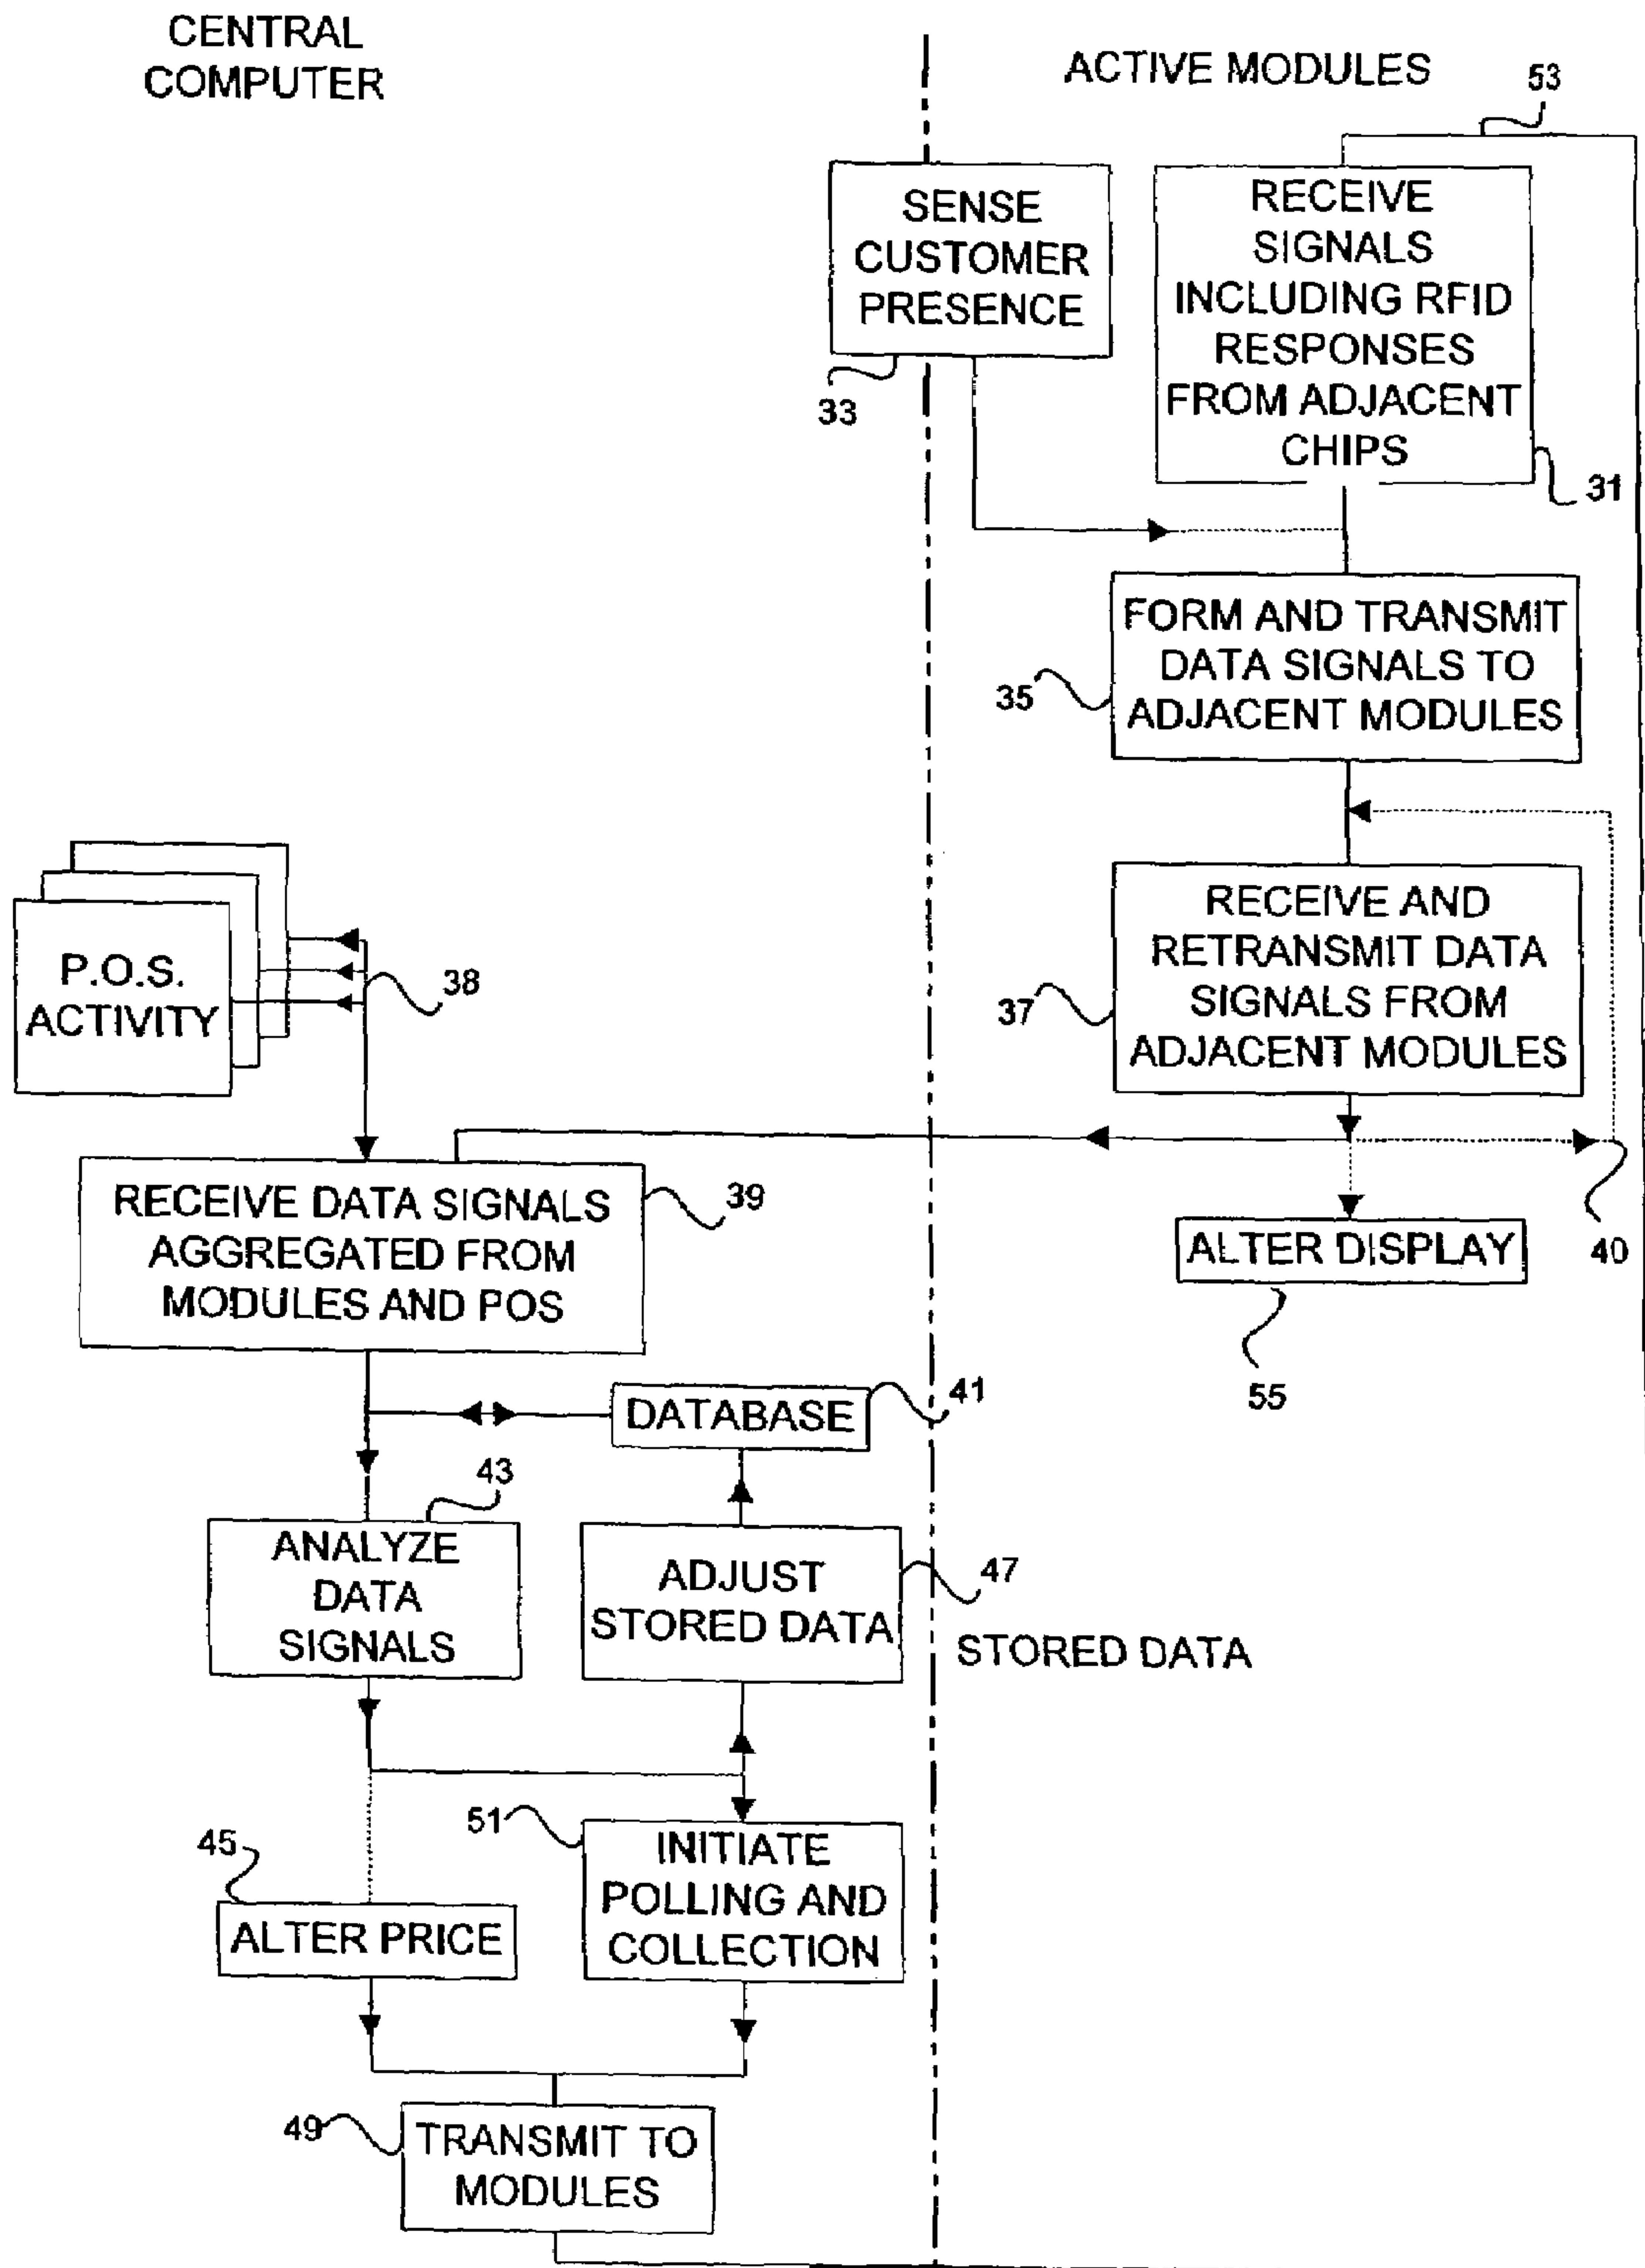 CENTRAL
COMPUTER
ACTIVE MODULES
53
SENSE
CUSTOMER
PRESENCE
33
RECEIVE
SIGNALS
INCLUDING RFID
RESPONSES
FROM ADJACENT
CHIPS
31
FORM AND TRANSMIT
DATA SIGNALS TO
ADJACENT MODULES
35
P.O.S.
ACTIVITY
38
RECEIVE AND
RETRANSMIT DATA
SIGNALS FROM
ADJACENT MODULES
37
RECEIVE DATA SIGNALS
AGGREGATED FROM
MODULES AND POS
39
ALTER DISPLAY
40
55
DATABASE
41
43
ANALYZE
DATA
SIGNALS
ADJUST
STORED DATA
47
STORED DATA
51
45
ALTER PRICE
INITIATE
POLLING AND
COLLECTION
49
TRANSMIT TO
MODULES